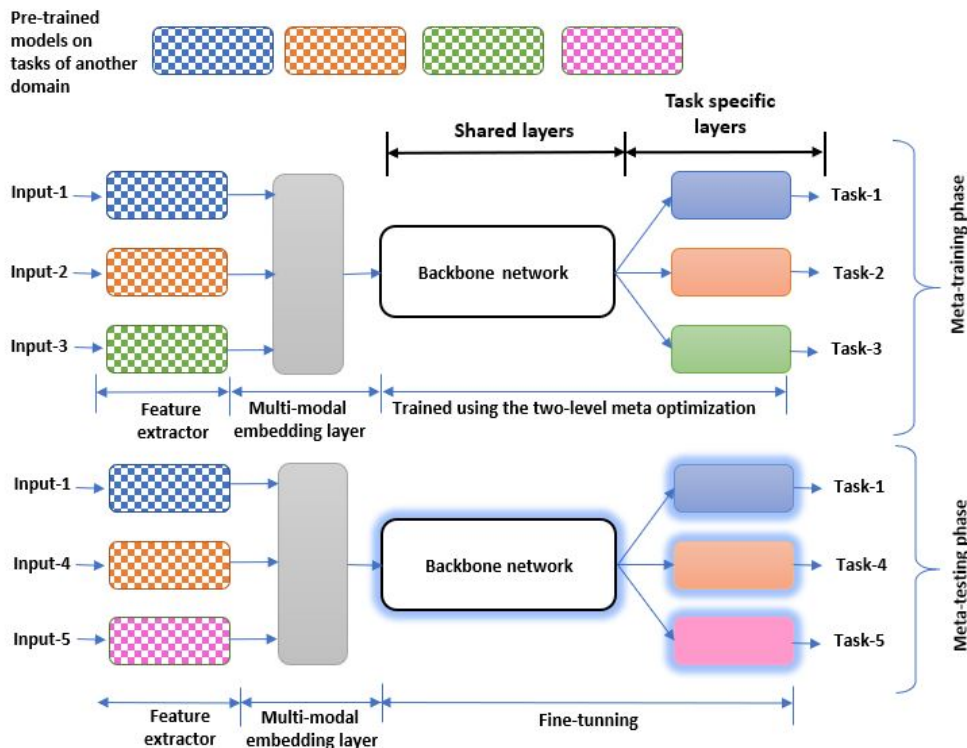 Pre-trained
models on
tasks of another
domain
Shared layers
Task specific
layers
Input-1
Input-2
Input-3
Backbone network
Task-1
Task-2
Task-3
Meta-training phase
Feature
extractor
Multi-modal
embedding layer
Trained using the two-level meta optimization
Input-1
Input-4
Input-5
Backbone network
Task-1
Task-4
Task-5
Meta-testing phase
Feature
extractor
Multi-modal
embedding layer
Fine-tunning